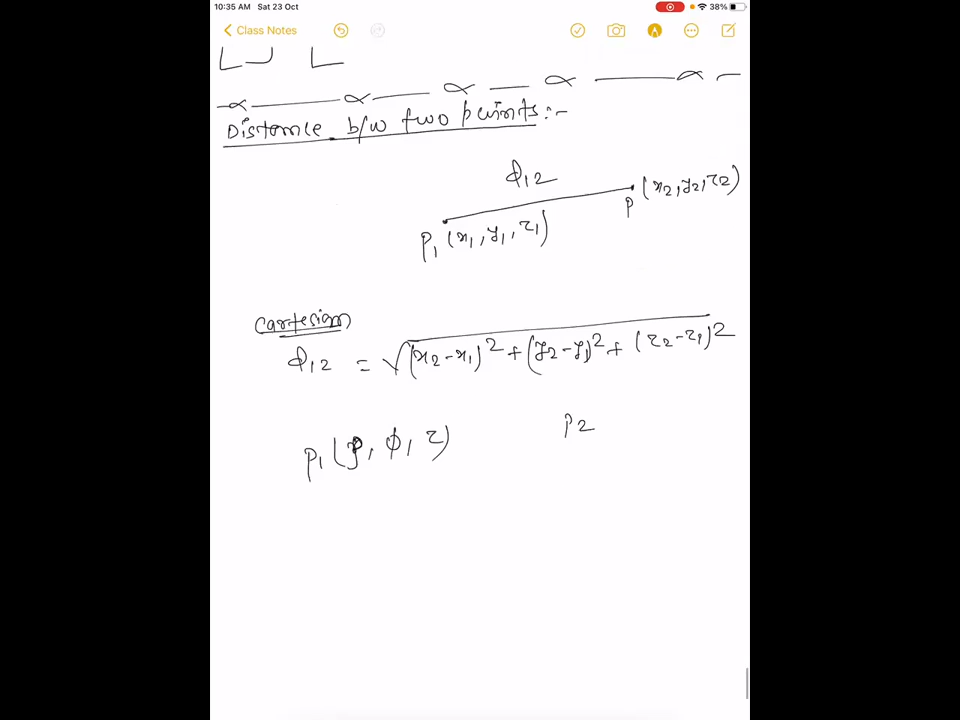 10:35 AM Sat 23 Oct 38%
Class Notes
Distance b/w two points :-
d12
P1 (x1, y1, z1) P (x2, y2, z2)
Cartesian
d12 = √(x2-x1)2 + (y2-y1)2 + (z2-z1)2
P1 (ρ, φ, z) P2